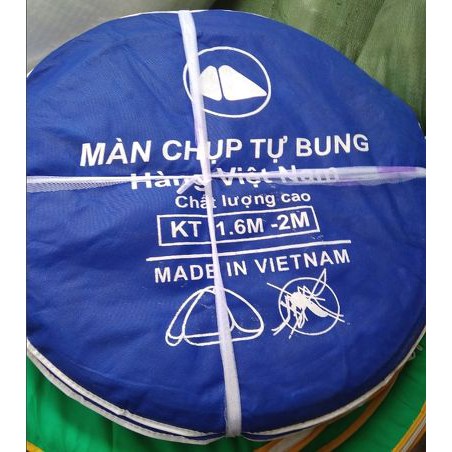 MÀN CHỤP TỰ BUNG
Hàng Việt Nam
Chất lượng cao
KT 1.6M -2M
MADE IN VIETNAM